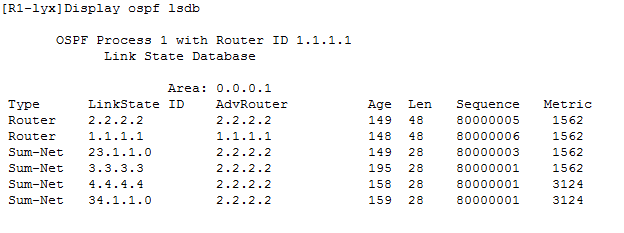 [R1-lyx]Display ospf lsdb
OSPF Process 1 with Router ID 1.1.1.1
Link State Database
Area: 0.0.0.1
Type LinkState ID AdvRouter Age Len Sequence Metric
Router 2.2.2.2 2.2.2.2 149 48 80000005 1562
Router 1.1.1.1 1.1.1.1 148 48 80000006 1562
Sum-Net 23.1.1.0 2.2.2.2 149 28 80000003 1562
Sum-Net 3.3.3.3 2.2.2.2 195 28 80000001 1562
Sum-Net 4.4.4.4 2.2.2.2 158 28 80000001 3124
Sum-Net 34.1.1.0 2.2.2.2 159 28 80000001 3124